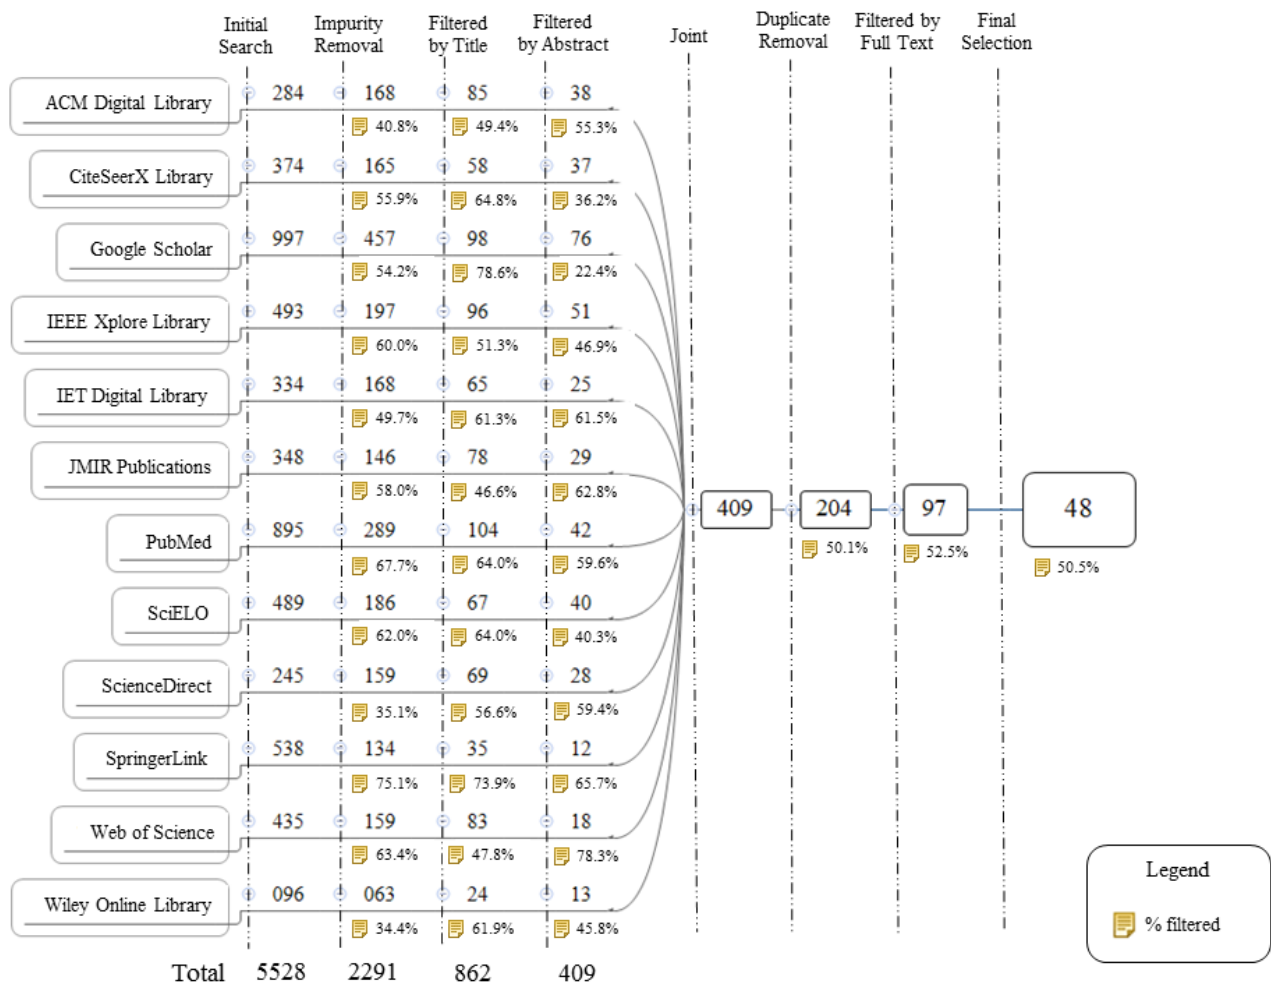 Initial Search
Impurity Removal
Filtered by Title
Filtered by Abstract
Joint
Duplicate Removal
Filtered by Full Text
Final Selection
ACM Digital Library 284 168 85 38
40.8% 49.4% 55.3%
CiteSeerX Library 374 165 58 37
55.9% 64.8% 36.2%
Google Scholar 997 457 98 76
54.2% 78.6% 22.4%
IEEE Xplore Library 493 197 96 51
60.0% 51.3% 46.9%
IET Digital Library 334 168 65 25
49.7% 61.3% 61.5%
JMIR Publications 348 146 78 29
58.0% 46.6% 62.8%
PubMed 895 289 104 42
67.7% 64.0% 59.6%
SciELO 489 186 67 40
62.0% 64.0% 40.3%
ScienceDirect 245 159 69 28
35.1% 56.6% 59.4%
SpringerLink 538 134 35 12
75.1% 73.9% 65.7%
Web of Science 435 159 83 18
63.4% 47.8% 78.3%
Wiley Online Library 096 063 24 13
34.4% 61.9% 45.8%
Total 5528 2291 862 409
409 204 97 48
50.1% 52.5% 50.5%
Legend
% filtered